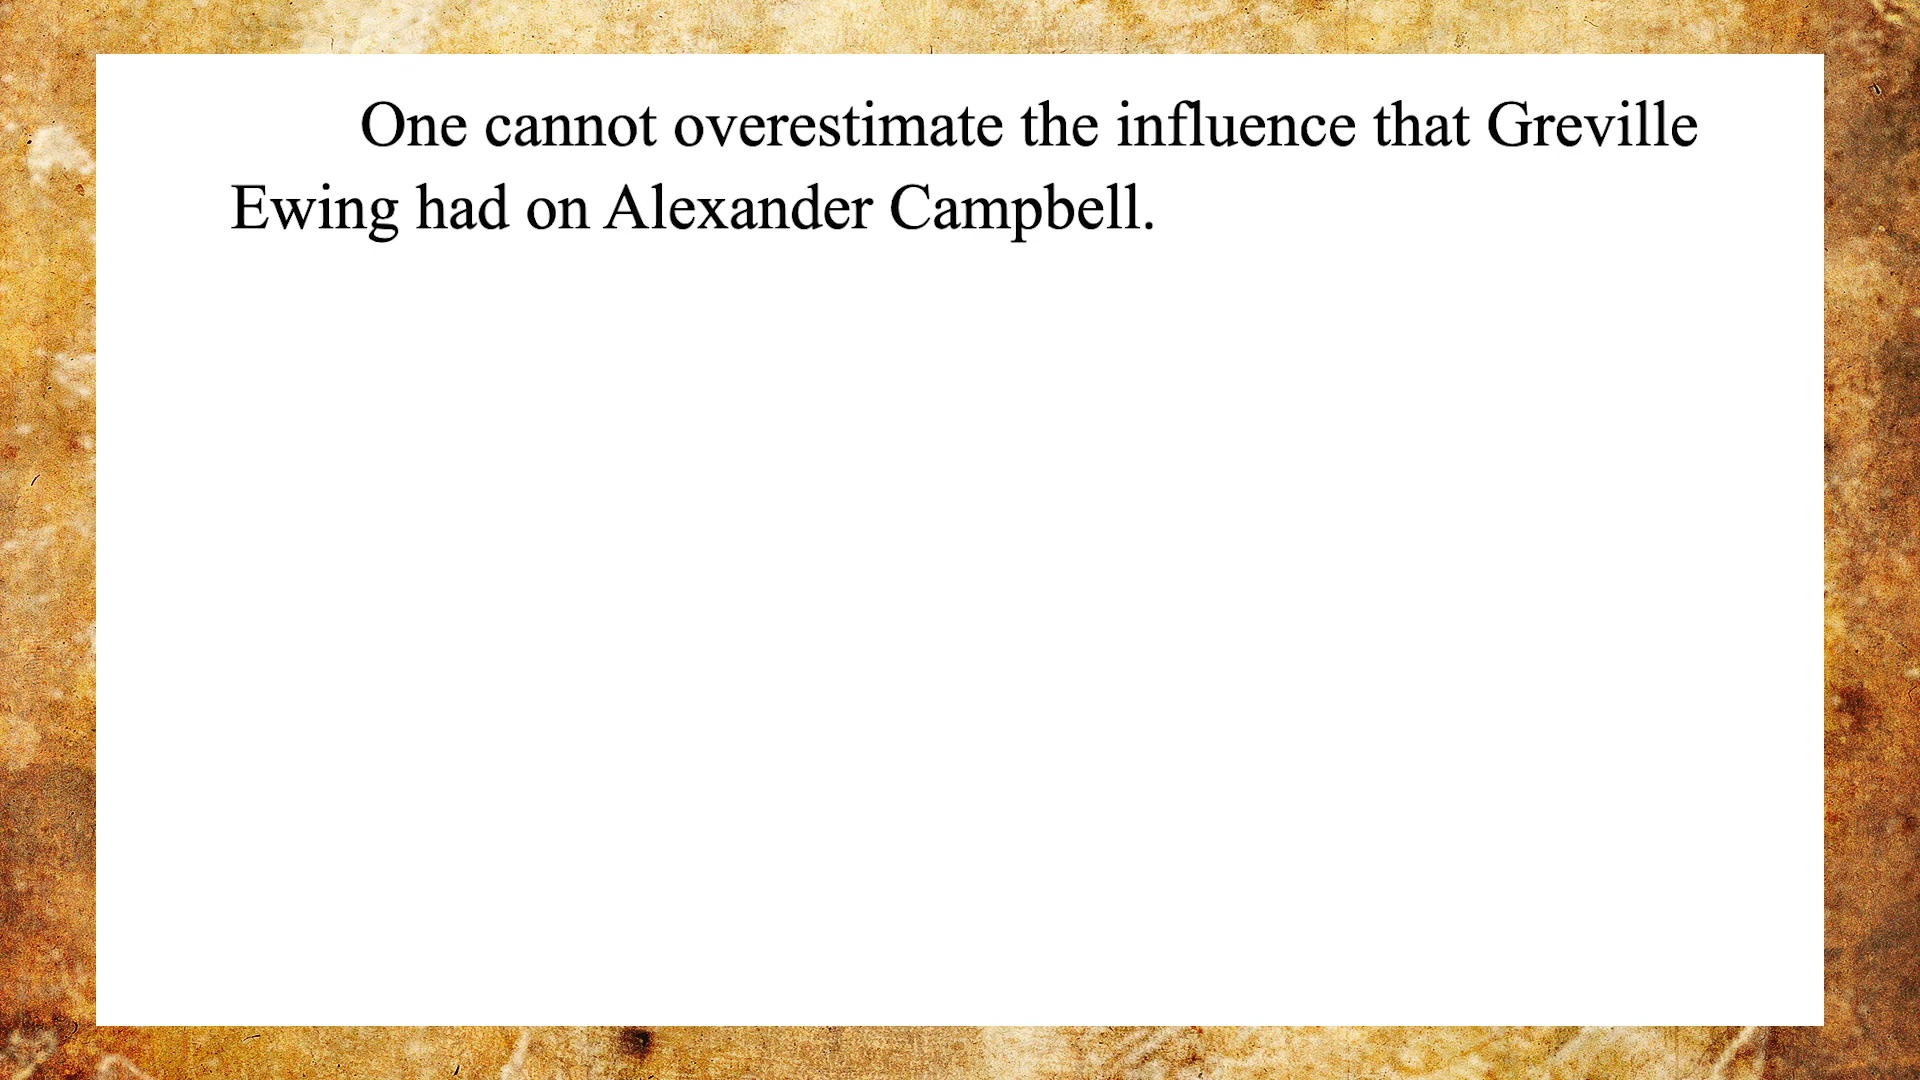 One cannot overestimate the influence that Greville
Ewing had on Alexander Campbell.